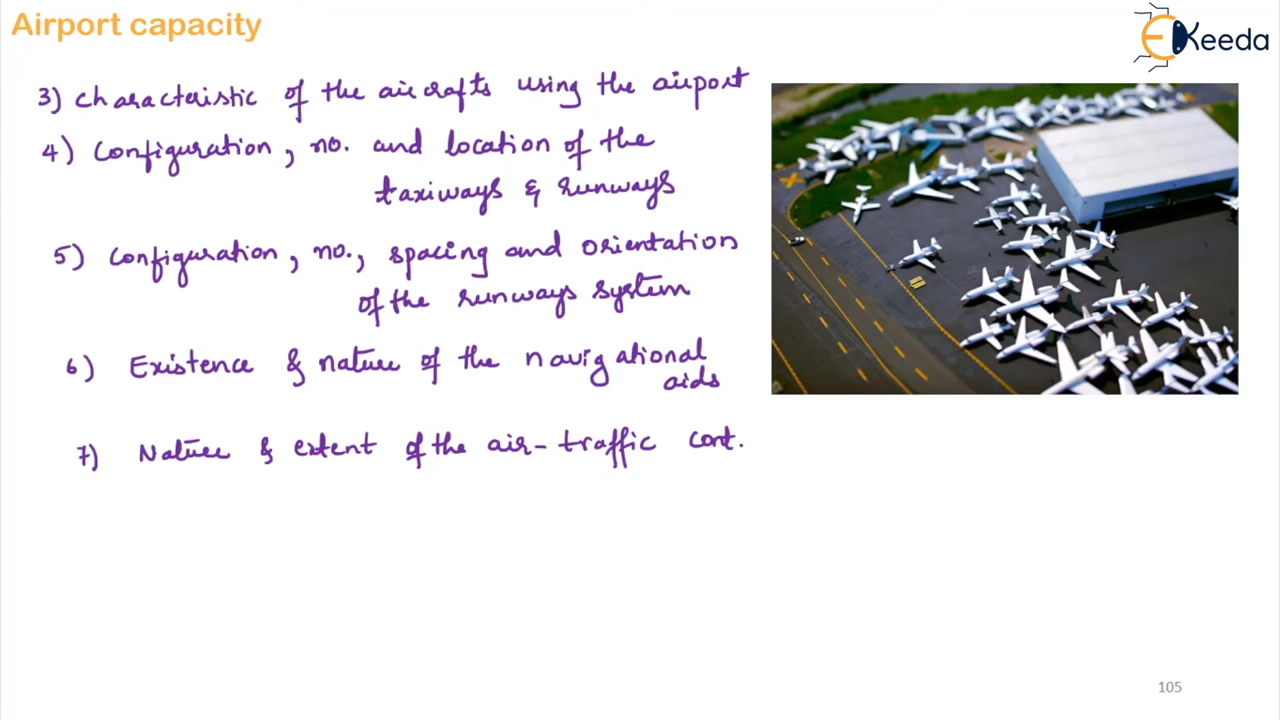 Airport capacity
EKeeda
3) characteristic of the aircrafts using the airport
4) Configuration, no. and location of the
taxiways & runways
5) Configuration, no., spacing and orientation
of the runways system
6) Existence & nature of the navigational
aids
7) Nature & extent of the air-traffic cont.
105